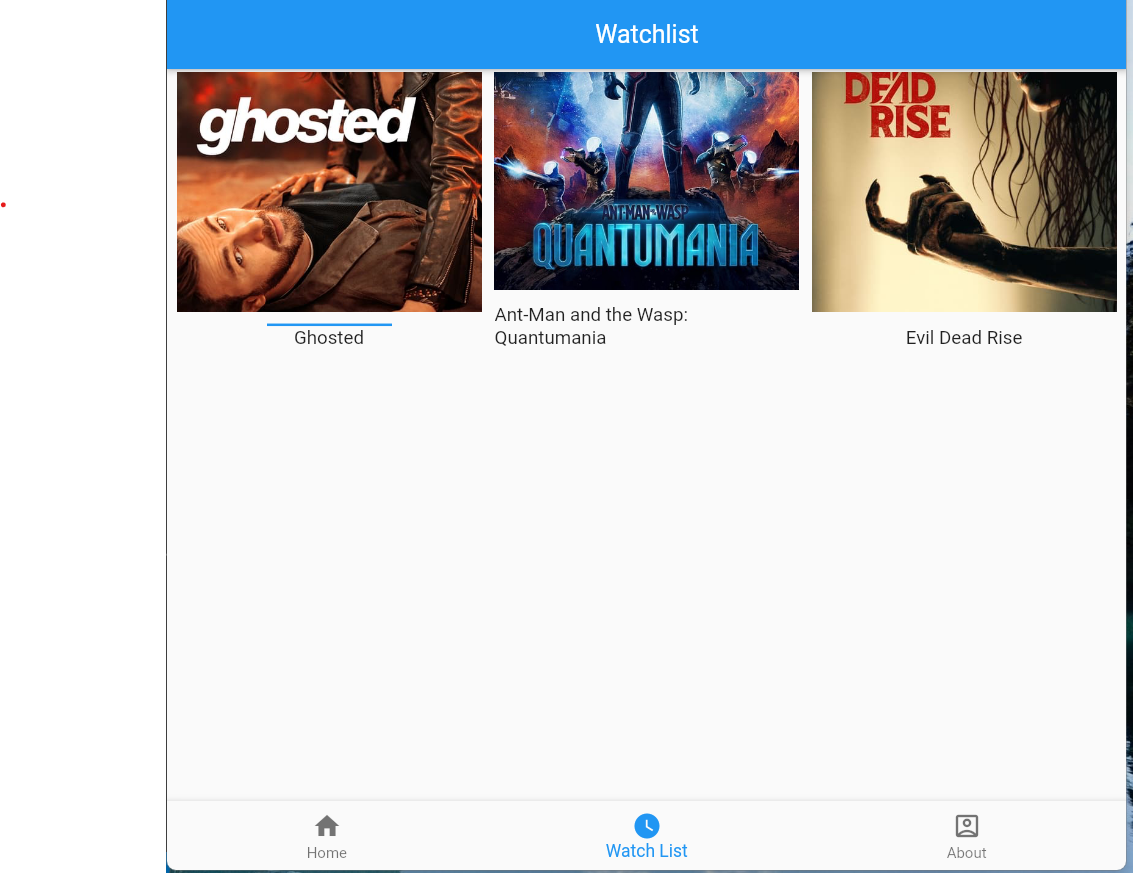 Watchlist
ghosted
DEAD
RISE
ANT-MAN AND THE WASP
QUANTUMANIA
Ghosted
Ant-Man and the Wasp:
Quantumania
Evil Dead Rise
Home
Watch List
About